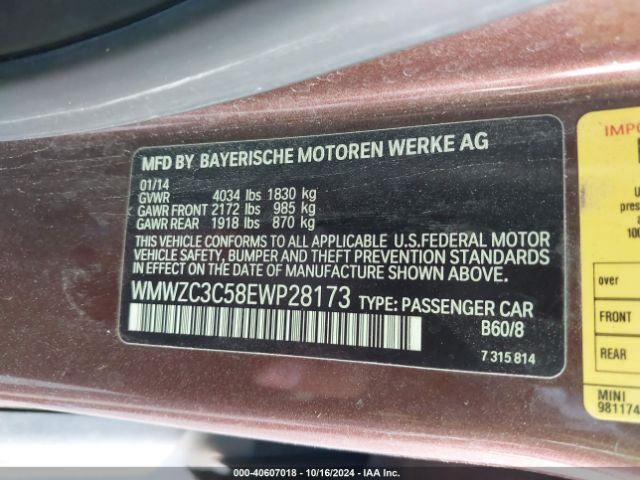 MFD BY BAYERISCHE MOTOREN WERKE AG
01/14
GVWR 4034 lbs 1830 kg
GAWR FRONT 2172 lbs 985 kg
GAWR REAR 1918 lbs 870 kg
THIS VEHICLE CONFORMS TO ALL APPLICABLE U.S.FEDERAL MOTOR
VEHICLE SAFETY, BUMPER, AND THEFT PREVENTION
STANDARDS IN EFFECT ON THE DATE OF MANUFACTURE SHOWN ABOVE.
WMWZC3C58EWP28173 TYPE: PASSENGER CAR
B60/8
7 315 814
over
FRONT
REAR
MINI
000-40607018 - 10/16/2024 - IAAI.COM